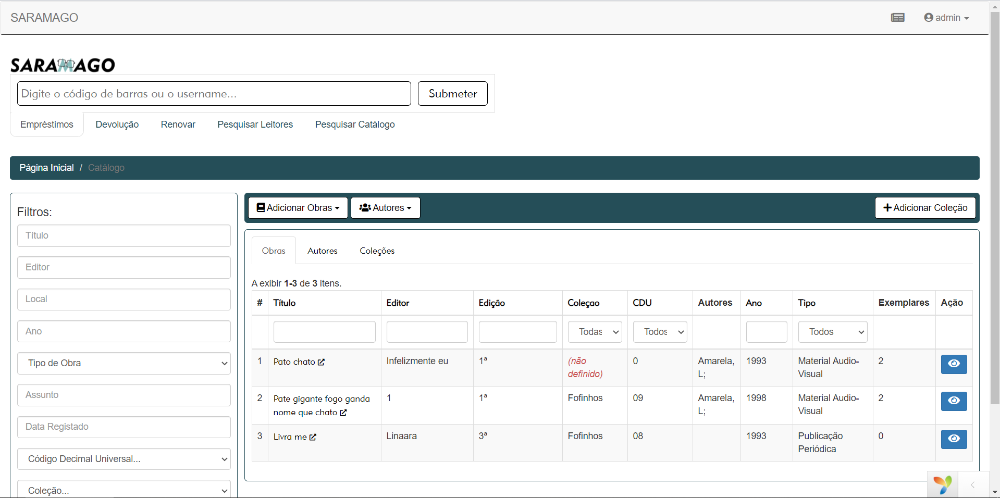 SARAMAGO
admin
SARAMAGO
Digite o código de barras ou o username...
Submeter
Empréstimos
Devolução
Renovar
Pesquisar Leitores
Pesquisar Catálogo
Página Inicial / Catálogo
Filtros:
Título
Editor
Local
Ano
Tipo de Obra
Assunto
Data Registado
Código Decimal Universal...
Coleção...
Adicionar Obras
Autores
Adicionar Coleção
Obras
Autores
Coleções
A exibir 1-3 de 3 itens.
# Título Editor Edição Coleçao CDU Autores Ano Tipo Exemplares Ação
Todas Todos Todos
1 Pato chato Infelizmente eu 1ª (não 0 Amarela, 1993 Material Audio- 2
definido) L; Visual
2 Pate gigante fogo ganda 1 1ª Fofinhos 09 Amarela, 1998 Material Audio- 2
nome que chato L; Visual
3 Livra me Linaara 3ª Fofinhos 08 1993 Publicação 0
Periódica